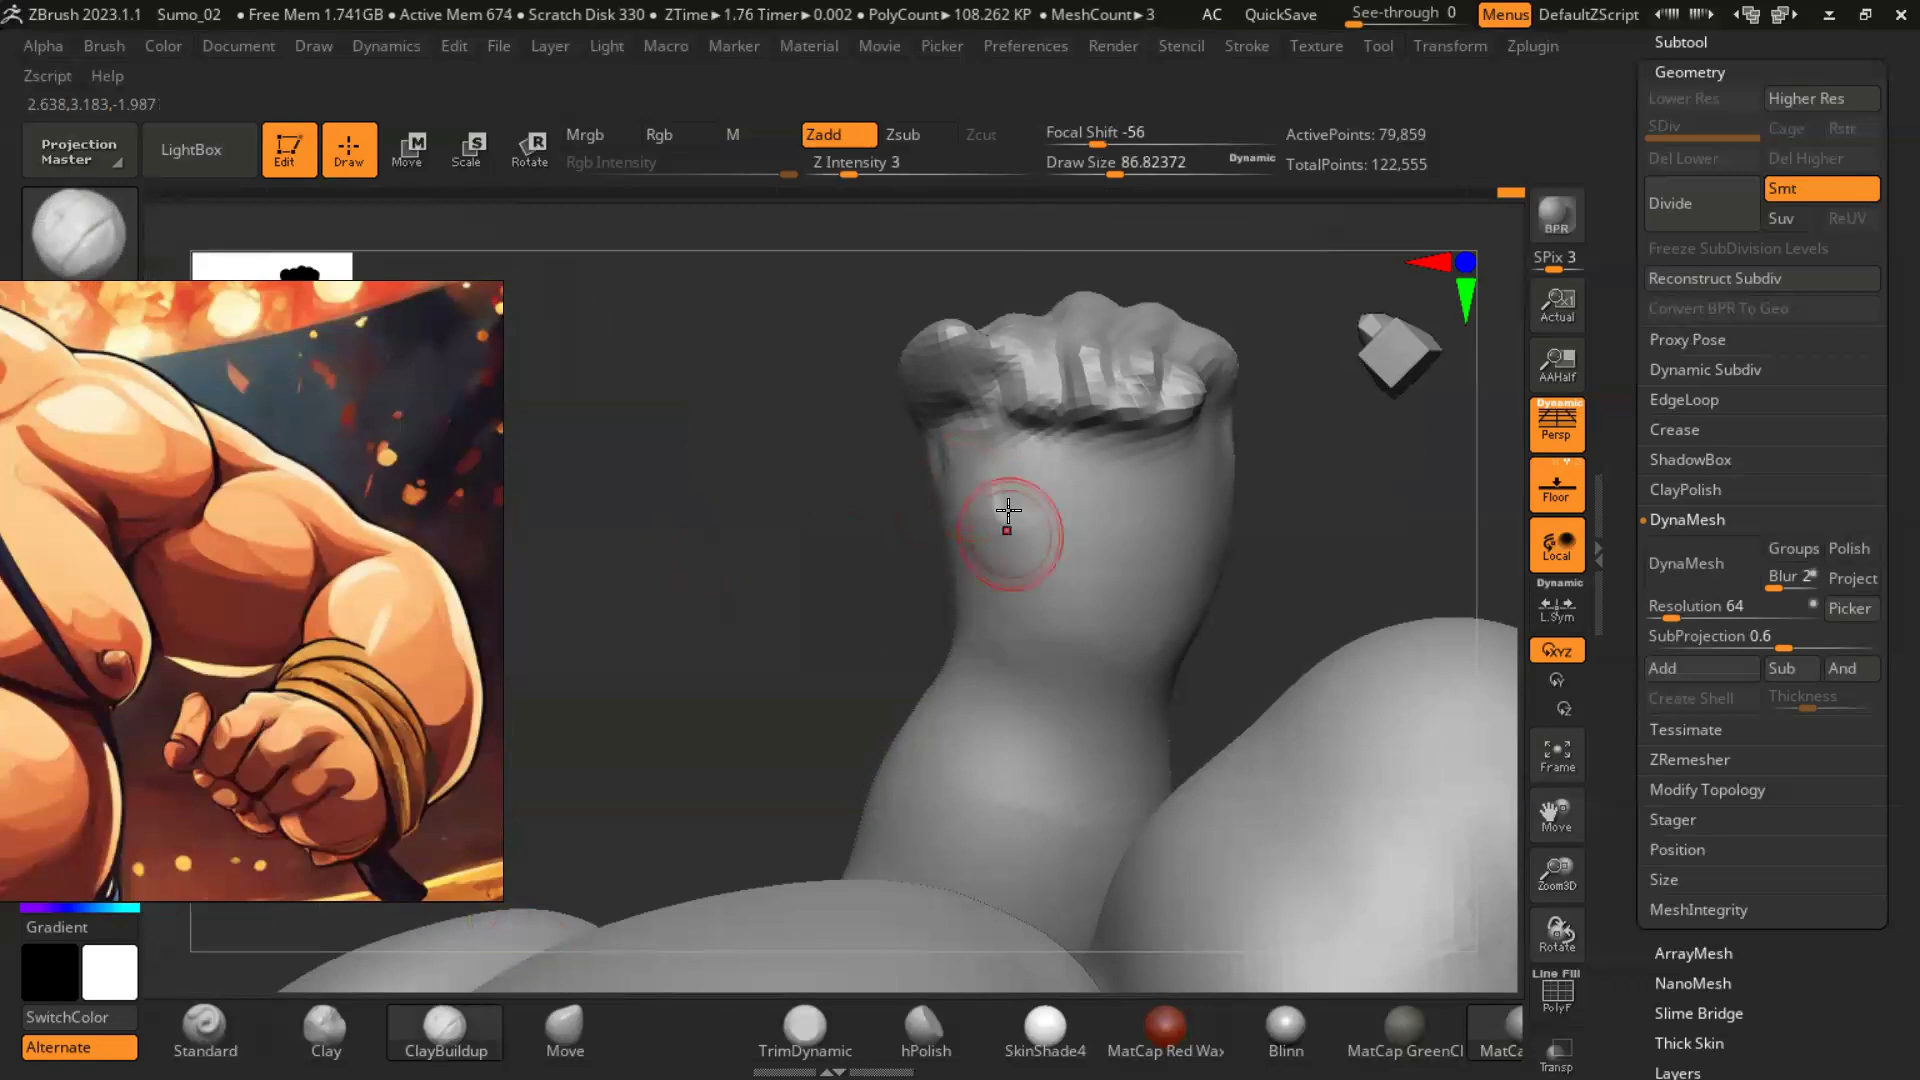 ZBrush 2023.1.1 Sumo_02 • Free Mem 1.741GB • Active Mem 674 • Scratch Disk 330 • ZTime▶1.76 Timer▶0.002 • PolyCount▶108.262 KP • MeshCount▶3 AC QuickSave See-through 0 Menus DefaultZScript
Alpha Brush Color Document Draw Dynamics Edit File Layer Light Macro Marker Material Movie Picker Preferences Render Stencil Stroke Texture Tool Transform Zplugin
Zscript Help
2.638,3.183,-1.987
Projection Master
LightBox
Edit
Draw
Move
Scale
Rotate
Mrgb Rgb M
Rgb Intensity
Zadd Zsub Zcut
Z Intensity 3
Focal Shift -56
Draw Size 86.82372 Dynamic
ActivePoints: 79,859
TotalPoints: 122,555
BPR
SPix 3
Actual
AAHalf
Dynamic
Persp
Floor
Local
Dynamic
L.Sym
XYZ
Y
Z
Frame
Move
Zoom3D
Rotate
Line Fill
PolyF
Transp
Subtool
Geometry
Lower Res Higher Res
SDiv Cage Rstr
Del Lower Del Higher
Divide Smt
Suv ReUV
Freeze SubDivision Levels
Reconstruct Subdiv
Convert BPR To Geo
Proxy Pose
Dynamic Subdiv
EdgeLoop
Crease
ShadowBox
ClayPolish
DynaMesh
DynaMesh Groups Polish
Blur 2 Project
Resolution 64 Picker
SubProjection 0.6
Add Sub And
Create Shell Thickness
Tessimate
ZRemesher
Modify Topology
Stager
Position
Size
MeshIntegrity
ArrayMesh
NanoMesh
Slime Bridge
Thick Skin
Layers
Gradient
SwitchColor
Alternate
Standard Clay ClayBuildup Move TrimDynamic hPolish SkinShade4 MatCap Red Wax Blinn MatCap GreenCl MatCa